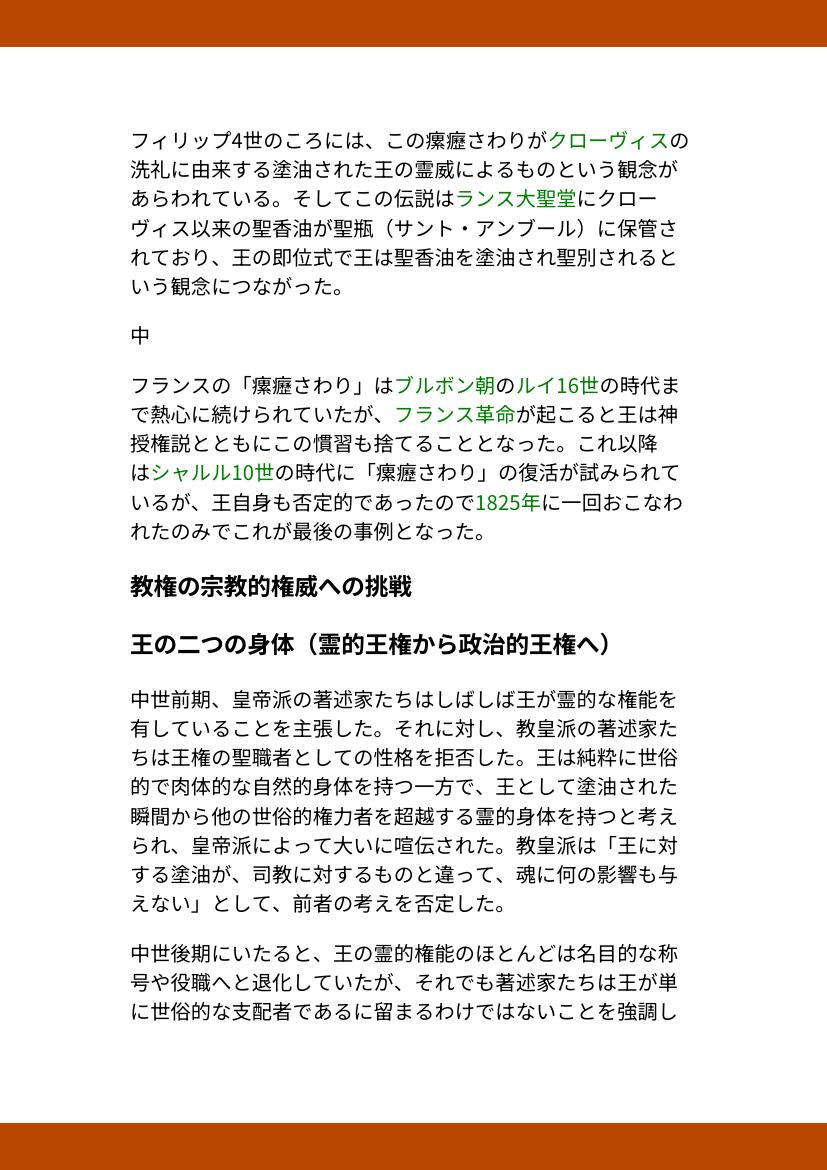 フィリップ4世のころには、この瘰癧さわりがクローヴィスの
洗礼に由来する塗油された王の霊威によるものという観念が
あらわれている。そしてこの伝説はランス大聖堂にクロー
ヴィス以来の聖香油が聖瓶（サント・アンブール）に保管さ
れており、王の即位式で王は聖香油を塗油され聖別されると
いう観念につながった。
中
フランスの「瘰癧さわり」はブルボン朝のルイ16世の時代ま
で熱心に続けられていたが、フランス革命が起こると王は神
授権説とともにこの慣習も捨てることとなった。これ以降
はシャルル10世の時代に「瘰癧さわり」の復活が試みられて
いるが、王自身も否定的であったので1825年に一回おこなわ
れたのみでこれが最後の事例となった。
教権の宗教的権威への挑戦
王の二つの身体（霊的王権から政治的王権へ）
中世前期、皇帝派の著述家たちはしばしば王が霊的な権能を
有していることを主張した。それに対し、教皇派の著述家た
ちは王権の聖職者としての性格を拒否した。王は純粋に世俗
的で肉体的な自然的身体を持つ一方で、王として塗油された
瞬間から他の世俗的権力者を超越する霊的身体を持つと考え
られ、皇帝派によって大いに喧伝された。教皇派は「王に対
する塗油が、司教に対するものと違って、魂に何の影響も与
えない」として、前者の考えを否定した。
中世後期にいたると、王の霊的権能のほとんどは名目的な称
号や役職へと退化していたが、それでも著述家たちは王が単
に世俗的な支配者であるに留まるわけではないことを強調し